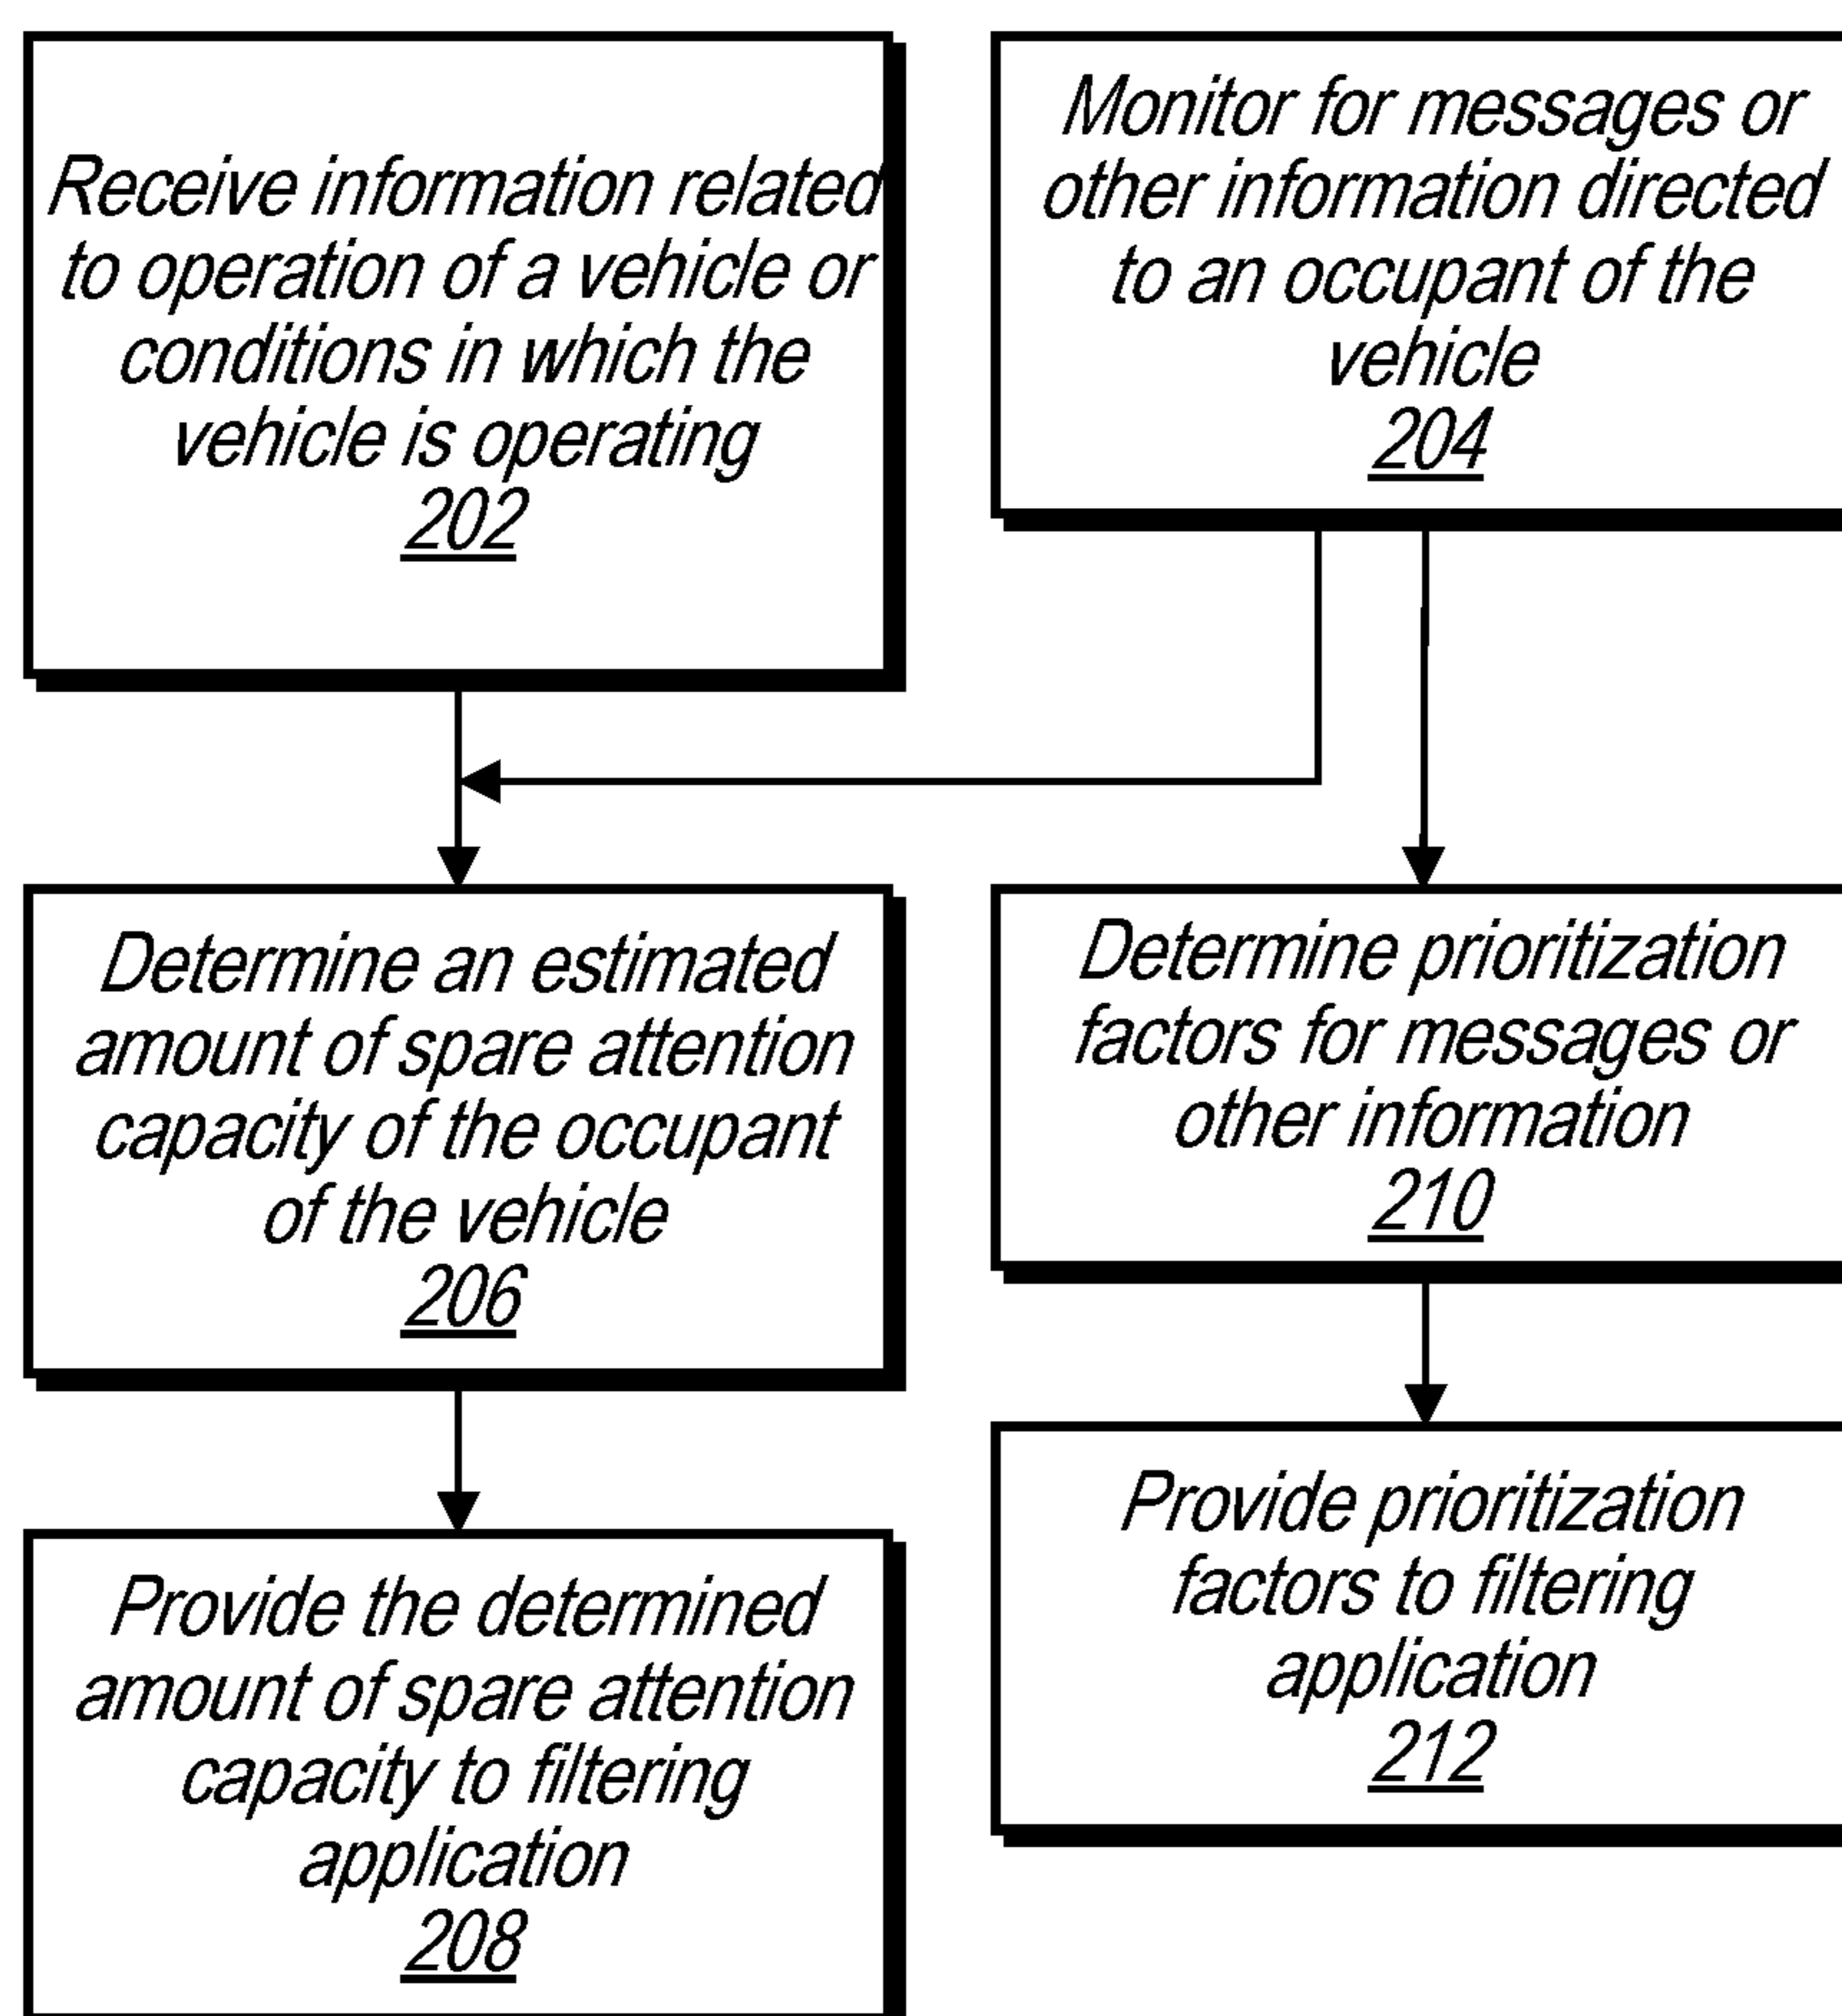 Receive information related
to operation of a vehicle or
conditions in which the
vehicle is operating
202
Monitor for messages or
other information directed
to an occupant of the
vehicle
204
Determine an estimated
amount of spare attention
capacity of the occupant
of the vehicle
206
Determine prioritization
factors for messages or
other information
210
Provide the determined
amount of spare attention
capacity to filtering
application
208
Provide prioritization
factors to filtering
application
212